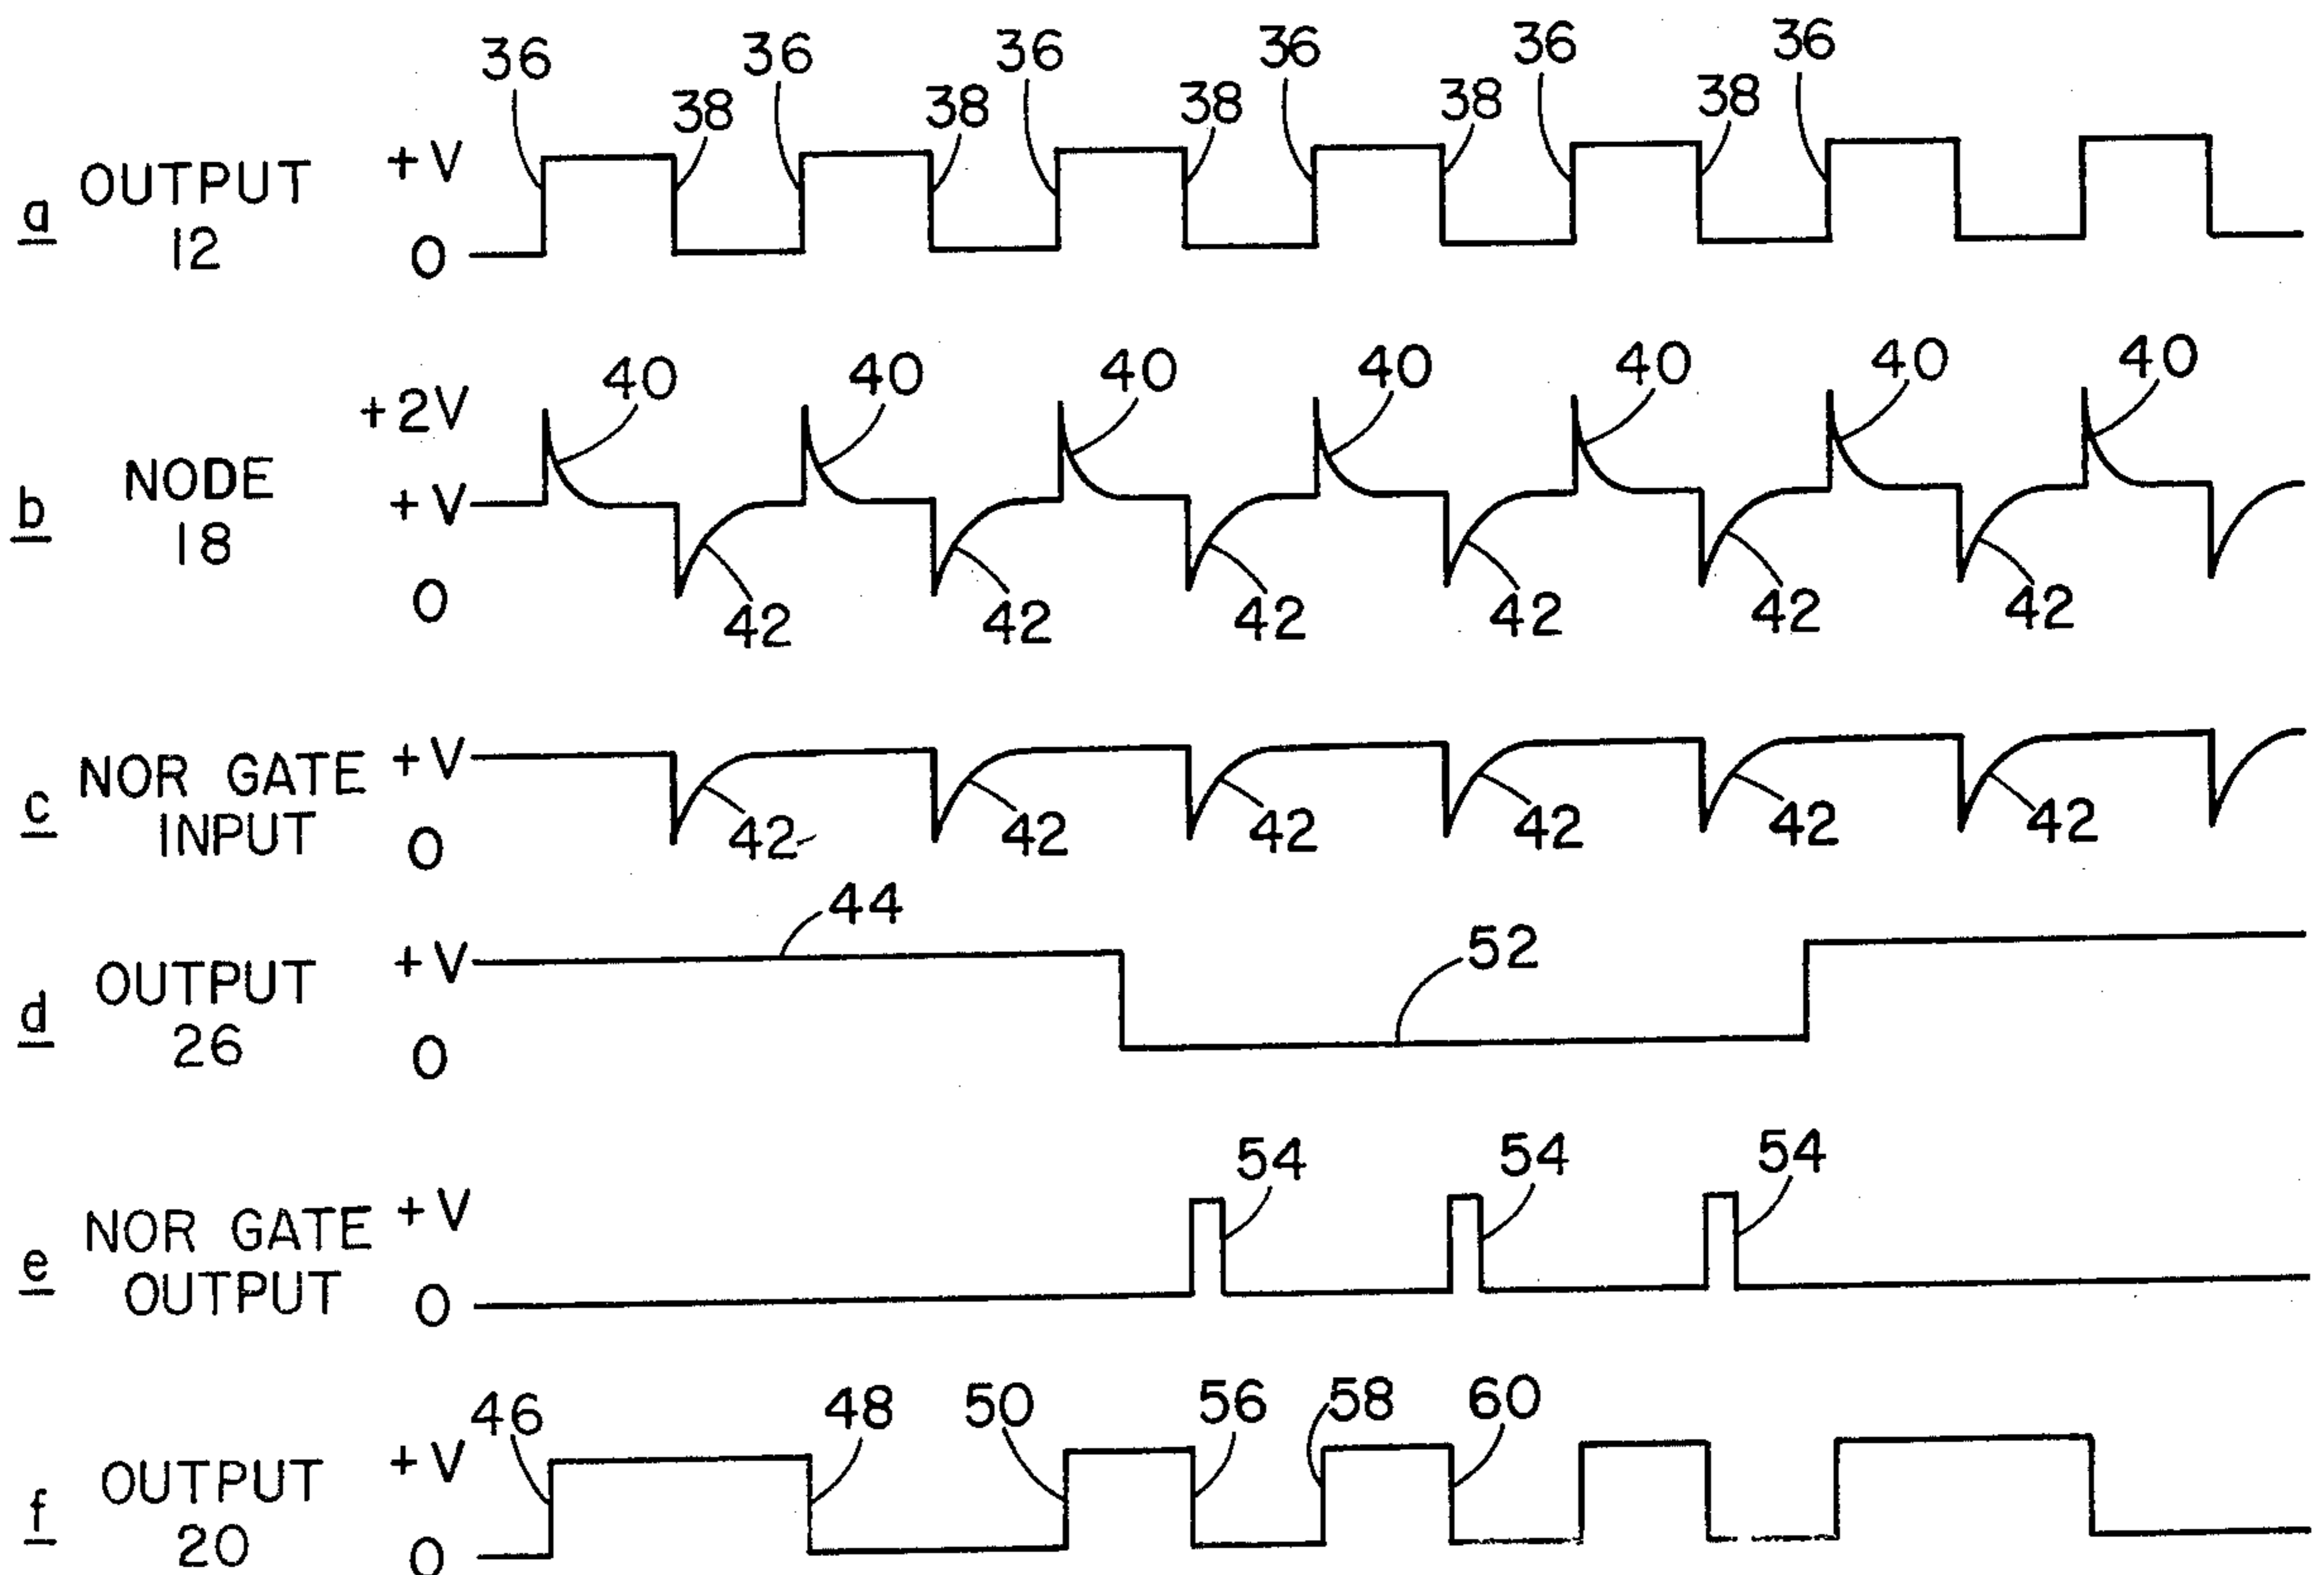 36 36 36 36 36 36
38 38 38 38 38
a OUTPUT 12 +V 0
+2V 40 40 40 40 40 40 40
b NODE 18 +V 0
42 42 42 42 42 42
c NOR GATE INPUT +V 0
42 42 42 42 42 42
44
d OUTPUT 26 +V 0
52
54 54 54
e NOR GATE OUTPUT +V 0
46 48 50 56 58 60
f OUTPUT 20 +V 0